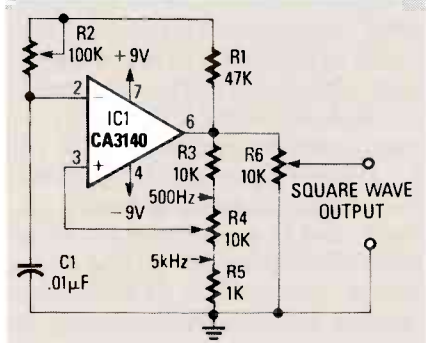 R2
100K
+9V
R1
47K
2
7
IC1
CA3140
6
3
4
-9V
R3
10K
R6
10K
500Hz
SQUARE WAVE
OUTPUT
R4
10K
5kHz
C1
.01µF
R5
1K